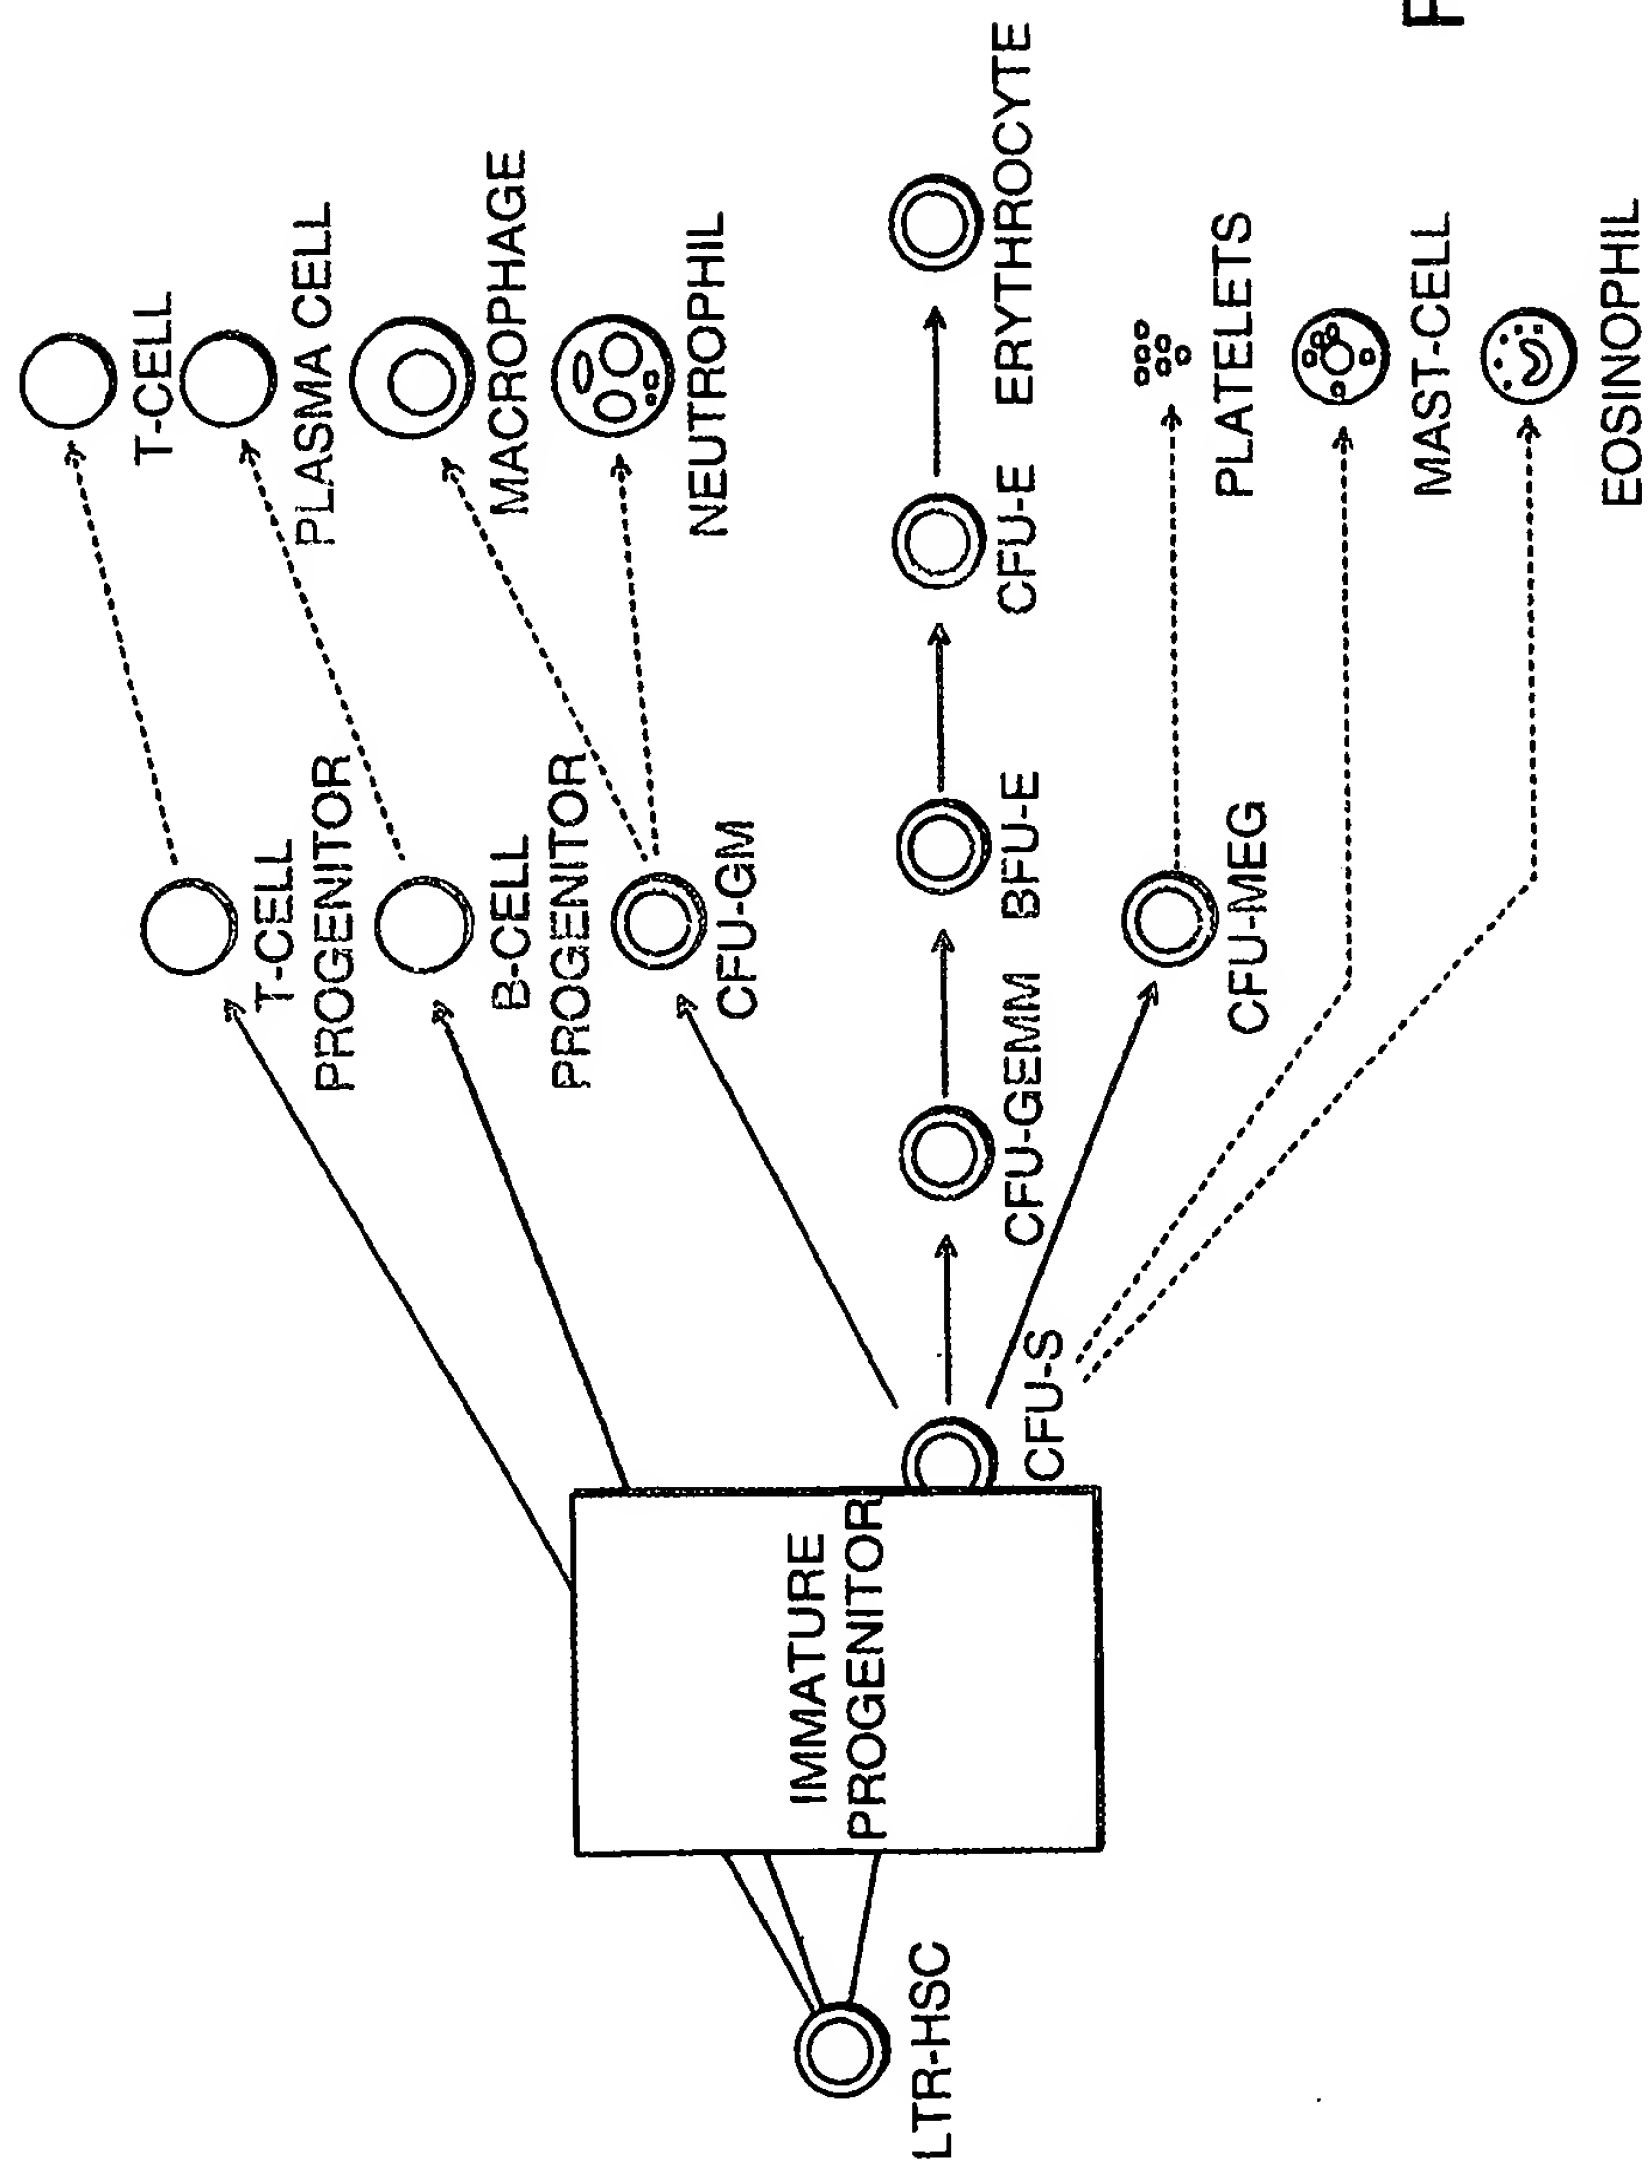 LTR-HSC
IMMATURE
PROGENITOR
CFU-S
T-CELL
PROGENITOR
B-CELL
PROGENITOR
CFU-GM
CFU-GEMM
BFU-E
CFU-E
ERYTHROCYTE
CFU-MEG
T-CELL
PLASMA CELL
MACROPHAGE
NEUTROPHIL
PLATELETS
MAST-CELL
EOSINOPHIL